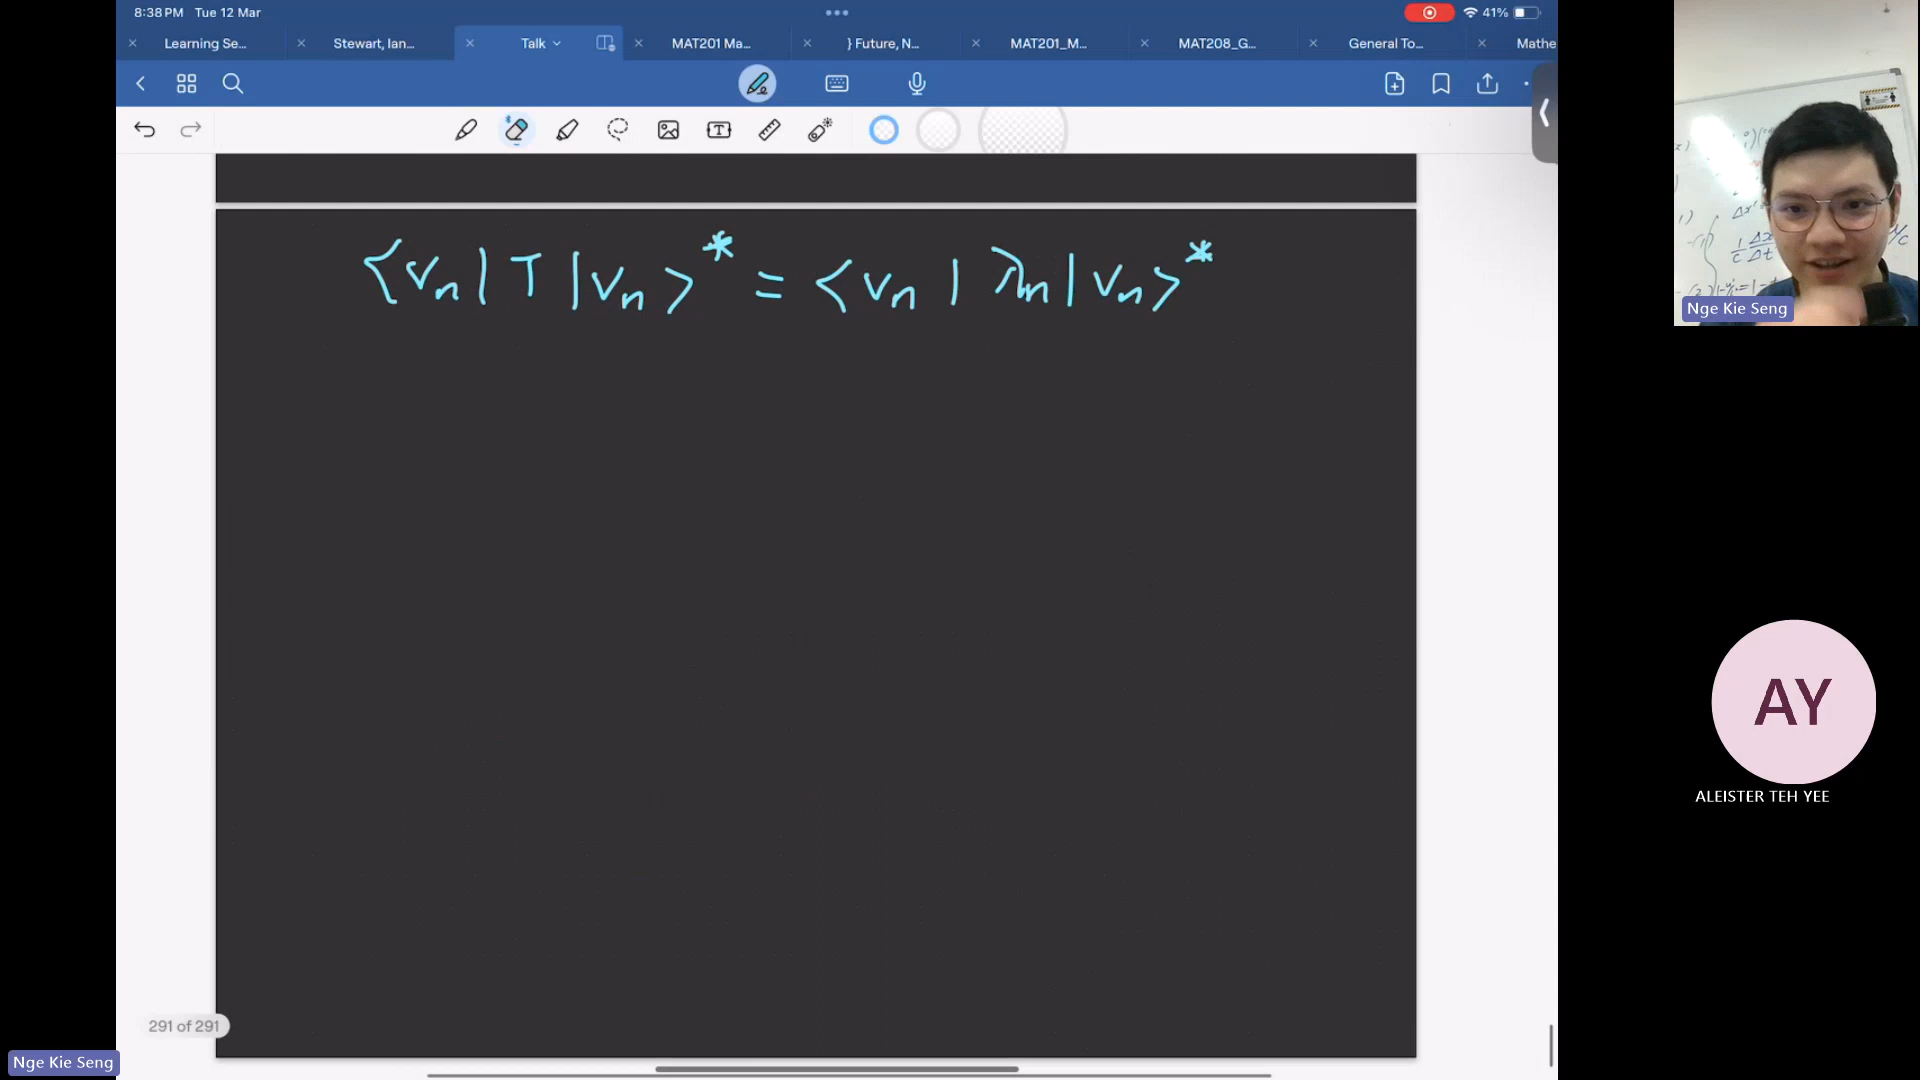 8:38 PM Tue 12 Mar
41%
Learning Se... Stewart, Ian... Talk MAT201 Ma... } Future, N... MAT201_M... MAT208_G... General To... Mathe
⟨vₙ| T |vₙ⟩* = ⟨vₙ | λₙ | vₙ⟩*
291 of 291
Nge Kie Seng
Nge Kie Seng
AY
ALEISTER TEH YEE